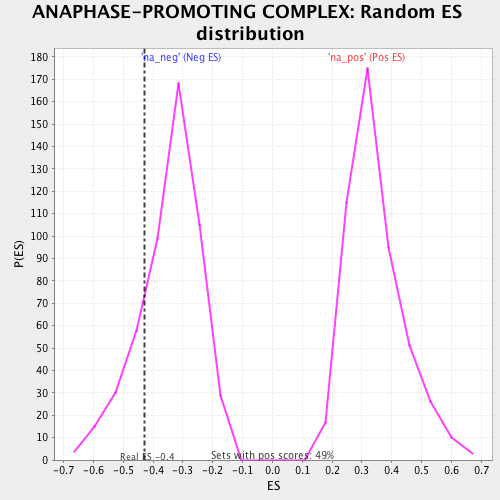 ANAPHASE-PROMOTING COMPLEX: Random ES
distribution
'na_neg' (Neg ES)
'na_pos' (Pos ES)
180
170
160
150
140
130
120
110
100
90
80
70
60
50
40
30
20
10
0
P(ES)
Real ES -0.4
Sets with pos scores: 49%
-0.7 -0.6 -0.5 -0.4 -0.3 -0.2 -0.1 0.0 0.1 0.2 0.3 0.4 0.5 0.6 0.7
ES